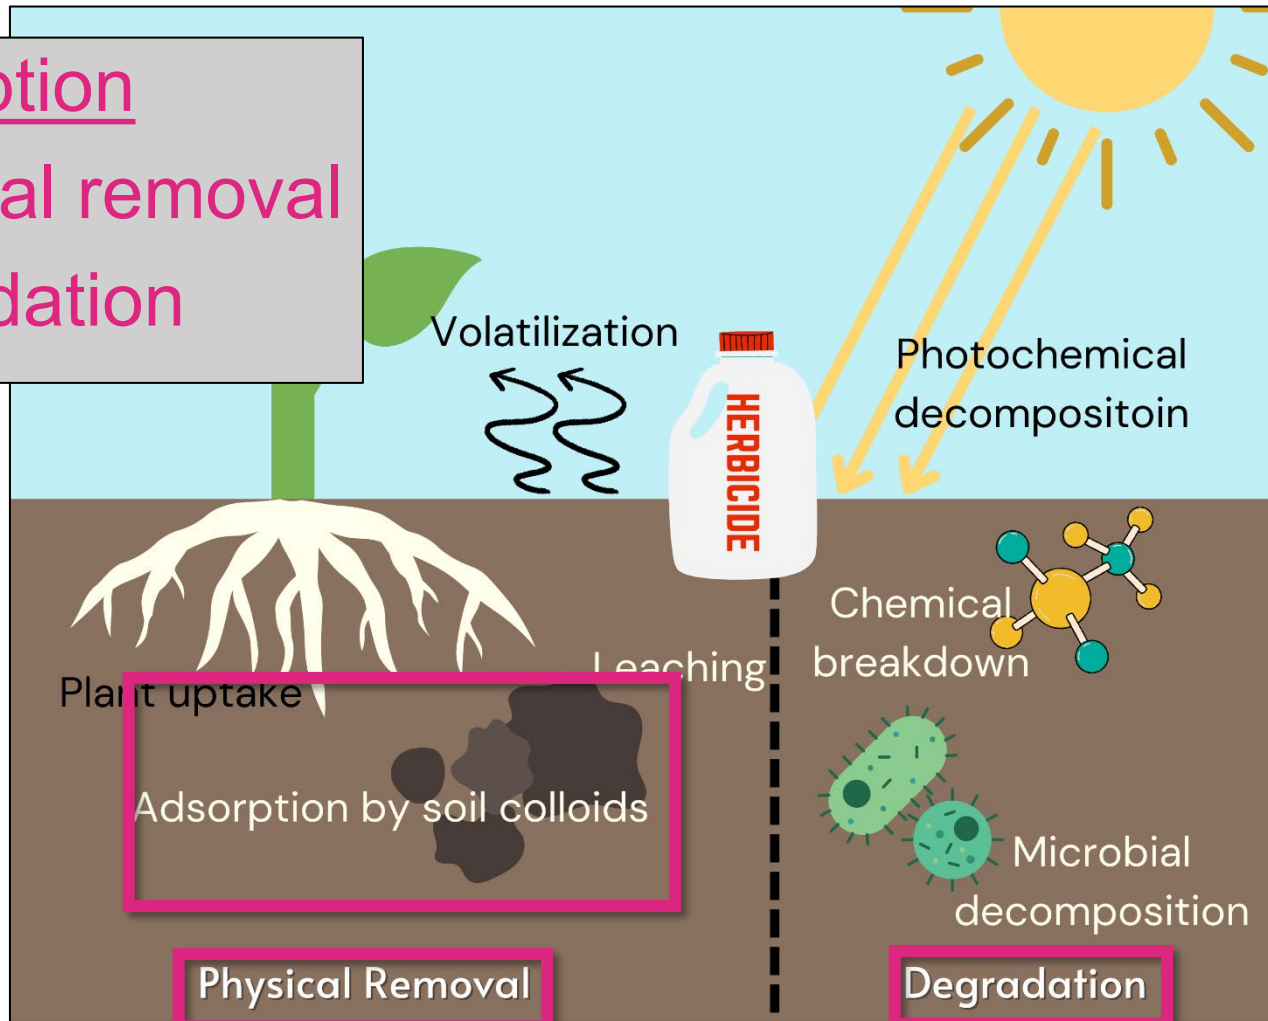 ption
al removal
dation
Volatilization
HERBICIDE
Photochemical
decompositoin
Plant uptake
Leaching
Chemical
breakdown
Adsorption by soil colloids
Microbial
decomposition
Physical Removal
Degradation